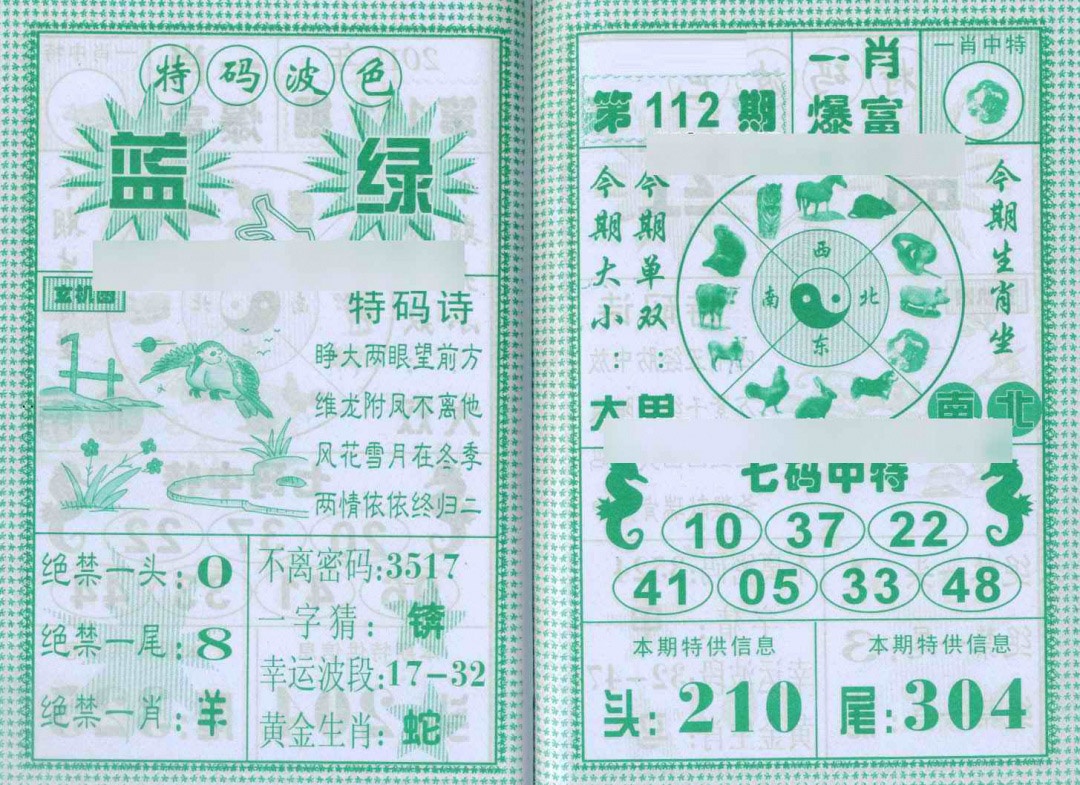 特码波色
蓝 绿
玄机图
特码诗
睁大两眼望前方
维龙附凤不离他
风花雪月在冬季
两情依依终归二
绝禁一头:0
绝禁一尾:8
绝禁一肖:羊
不离密码:3517
一字猜:
幸运波段:17-32
黄金生肖:蛇
第112期
一肖
爆富
一肖中特
今期大小:大
今期单双:
西
南 北
东
今期生肖坐
南北
七码中特
10 37 22
41 05 33 48
本期特供信息
头:210
本期特供信息
尾:304